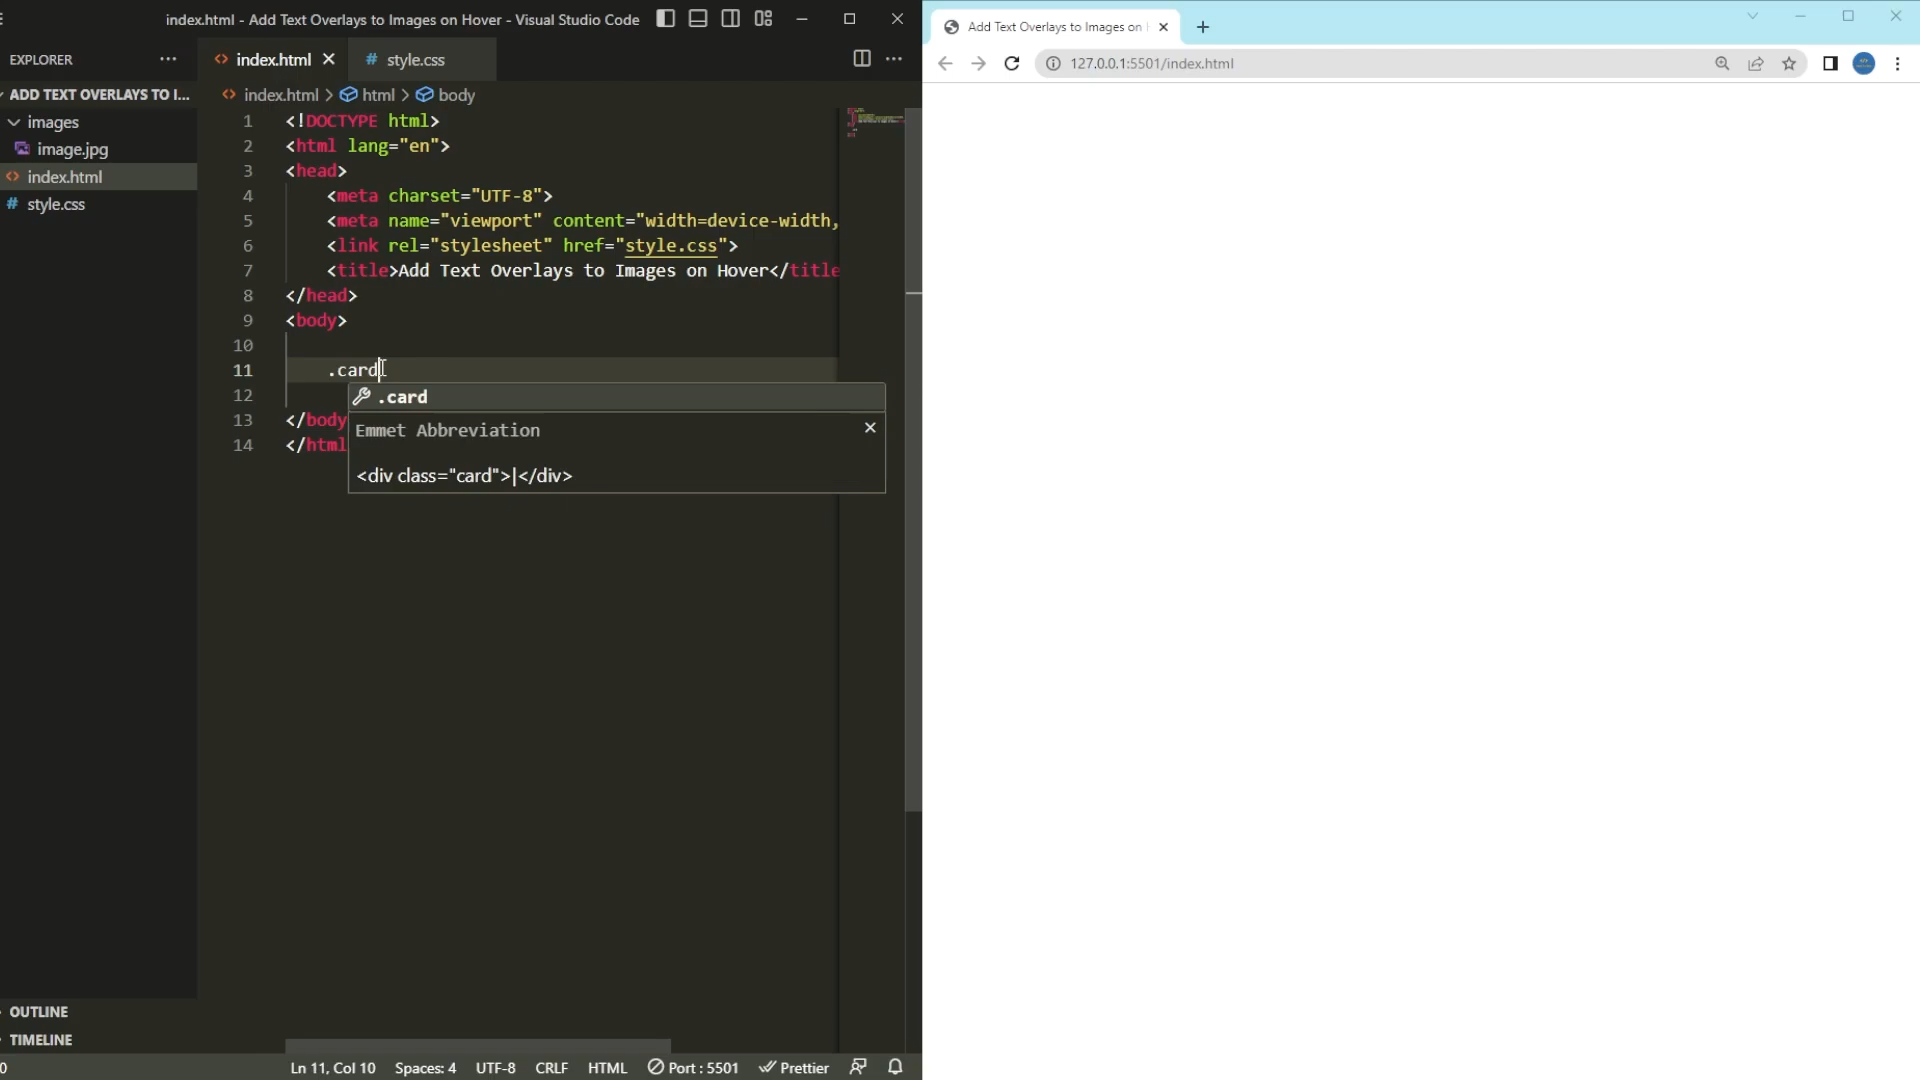 index.html - Add Text Overlays to Images on Hover - Visual Studio Code
EXPLORER
index.html
# style.css
ADD TEXT OVERLAYS TO I...
images
image.jpg
index.html
# style.css
index.html > html > body
1 <!DOCTYPE html>
2 <html lang="en">
3 <head>
4 <meta charset="UTF-8">
5 <meta name="viewport" content="width=device-width,
6 <link rel="stylesheet" href="style.css">
7 <title>Add Text Overlays to Images on Hover</title
8 </head>
9 <body>
10
11 .card
12
13 </body
14 </html
.card
Emmet Abbreviation
<div class="card">|</div>
OUTLINE
TIMELINE
0
Ln 11, Col 10
Spaces: 4
UTF-8
CRLF
HTML
Port : 5501
Prettier
Add Text Overlays to Images on
127.0.0.1:5501/index.html